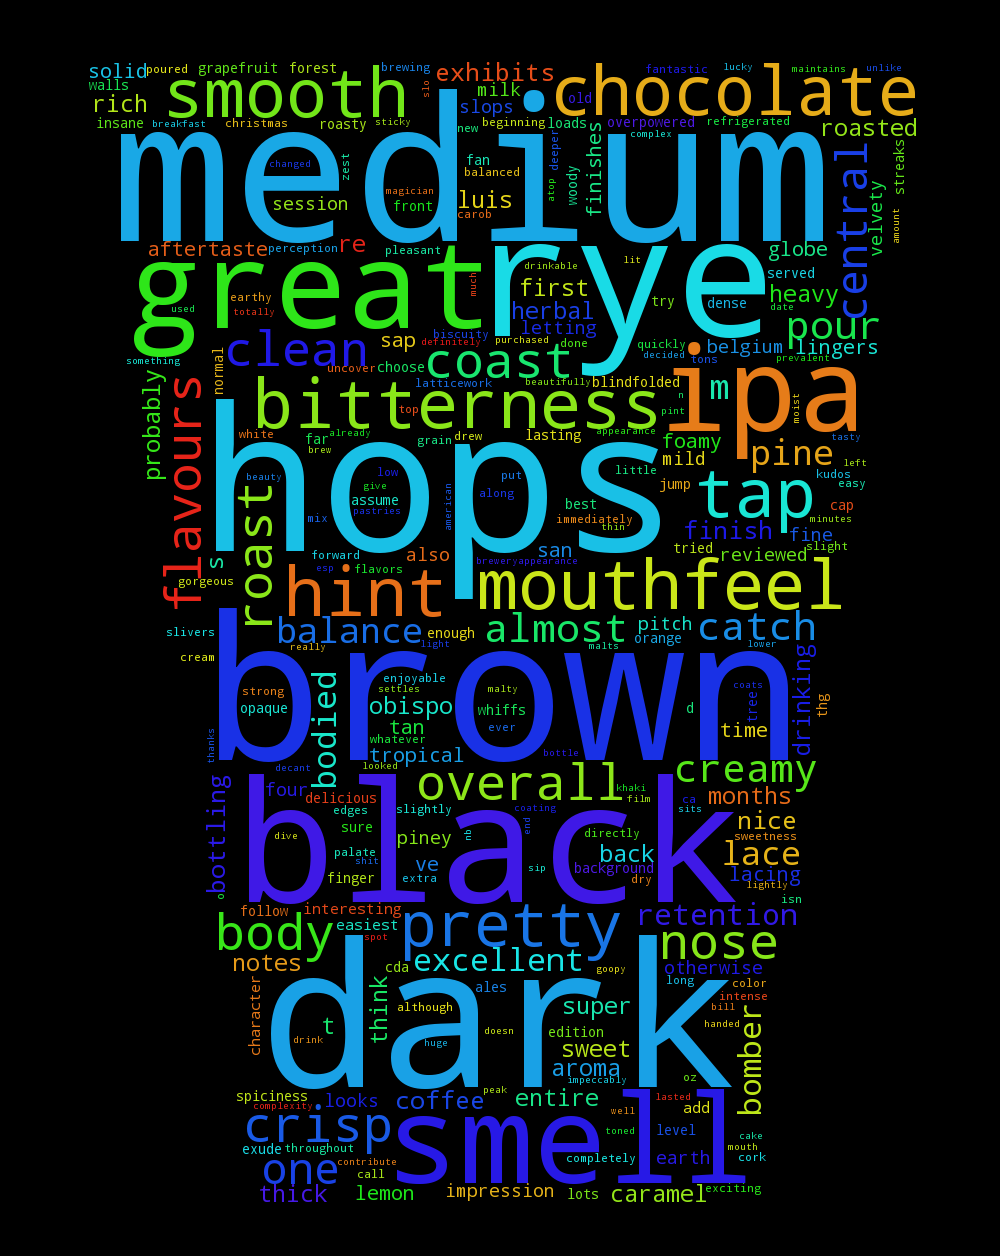 solid poured grapefruit forest brewing exhibits fantastic lucky maintains unlike
walls smooth slo milk chocolate
rich slops old
insane breakfast christmas roasty sticky new beginning loads overpowered refrigerated roasted
medium
changed zest fan balanced deeper woody finishes complex central streaks
session magician front luis carob atop velvety amount
aftertaste perception re pleasant globe
great rye
earthy totally used much drinkable lit first try served dense heavy date
herbal letting pour
something clean sap biscuity definitely purchased done quickly decided belgium tons lingers prevalent
normal uncover choose coast
probably flavours latticework beautifully blindfolded m ipa
bitterness n pint moist
top
white far already brew grain drew lasting appearance foamy pine tasty
hops
beauty low give assume pastries put along american best little mild jump tap kudos left easy
roast mix immediately thin cap minutes
finish fine
s forward esp flavors also san breweryappearance tried reviewed slight
gorgeous hint mouthfeel
slivers balance enough almost pitch orange catch
cream really light malts lower
brown
strong opaque bodied enjoyable settles obispo malty whiffs d coats tree time drinking thg
tan ever
thanks whatever tropical bottle
decant looked creamy
bottling four overall khaki film ca months
delicious edges slightly sits
black
dive sure piney coating end nb directly nice sweetness
palate shit ve back lace
finger extra sip background dry lacing lightly
o isn
follow interesting pretty retention
body easiest spot nose
notes cda excellent goopy otherwise
dark
character think ales long color intense
t although super bill
drink huge doesn edition handed bomber
sweet
aroma impeccably
spiciness looks coffee peak entire oz lasted add
complexity crisp smell well
toned level cake mouth
exude throughout completely earth cork
one contribute call
thick lemon impression lots caramel exciting